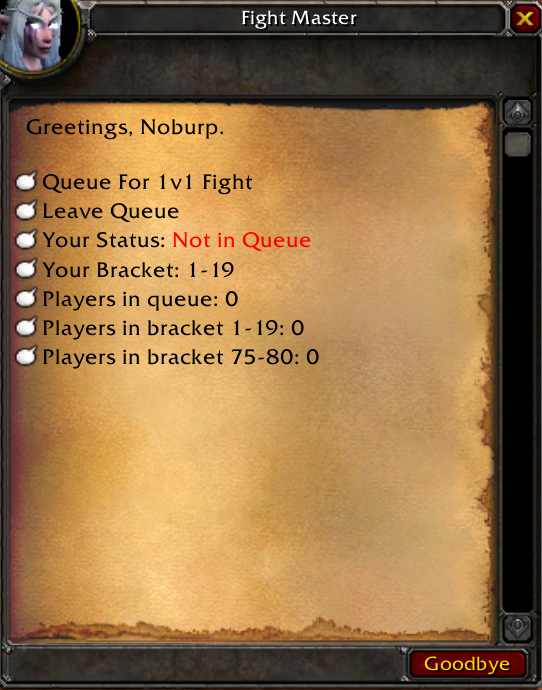 Fight Master
Greetings, Noburp.
Queue For 1v1 Fight
Leave Queue
Your Status: Not in Queue
Your Bracket: 1-19
Players in queue: 0
Players in bracket 1-19: 0
Players in bracket 75-80: 0
Goodbye